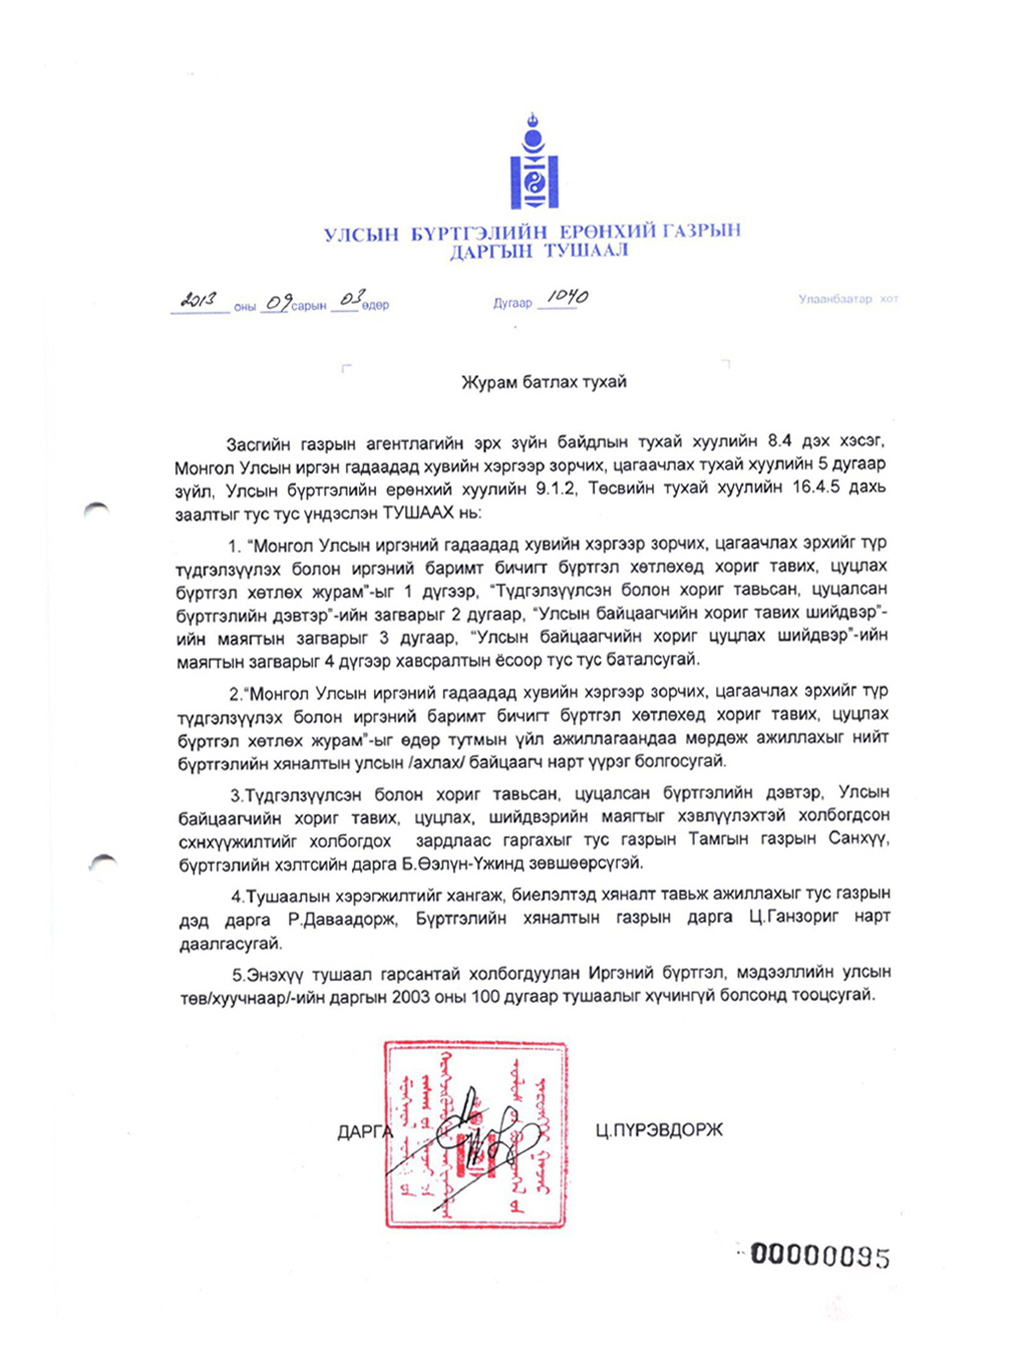 УЛСЫН БҮРТГЭЛИЙН ЕРӨНХИЙ ГАЗРЫН
ДАРГЫН ТУШААЛ
2013 оны 09 сарын 03 өдөр Дугаар 1040 Улаанбаатар хот
Журам батлах тухай
Засгийн газрын агентлагийн эрх зүйн байдлын тухай хуулийн 8.4 дэх хэсэг,
Монгол Улсын иргэн гадаадад хувийн хэргээр зорчих, цагаачлах тухай хуулийн 5 дугаар
зүйл, Улсын бүртгэлийн ерөнхий хуулийн 9.1.2, Төсвийн тухай хуулийн 16.4.5 дахь
заалтыг тус тус үндэслэн ТУШААХ нь:
1. “Монгол Улсын иргэний гадаадад хувийн хэргээр зорчих, цагаачлах эрхийг түр
түдгэлзүүлэх болон иргэний баримт бичигт бүртгэл хөтлөхөд хориг тавих, цуцлах
бүртгэл хөтлөх журам”-ыг 1 дүгээр, “Түдгэлзүүлсэн болон хориг тавьсан, цуцалсан
бүртгэлийн дэвтэр”-ийн загварыг 2 дугаар, “Улсын байцаагчийн хориг тавих шийдвэр”-
ийн маягтын загварыг 3 дугаар, “Улсын байцаагчийн хориг цуцлах шийдвэр”-ийн
маягтын загварыг 4 дүгээр хавсралтын ёсоор тус тус баталсугай.
2.“Монгол Улсын иргэний гадаадад хувийн хэргээр зорчих, цагаачлах эрхийг түр
түдгэлзүүлэх болон иргэний баримт бичигт бүртгэл хөтлөхөд хориг тавих, цуцлах
бүртгэл хөтлөх журам”-ыг өдөр тутмын үйл ажиллагаандаа мөрдөж ажиллахыг нийт
бүртгэлийн хяналтын улсын /ахлах/ байцаагч нарт үүрэг болгосугай.
3.Түдгэлзүүлсэн болон хориг тавьсан, цуцалсан бүртгэлийн дэвтэр, Улсын
байцаагчийн хориг тавих, цуцлах, шийдвэрийн маягтыг хэвлүүлэхтэй холбогдсон
схнхүүжилтийг холбогдох зардлаас гаргахыг тус газрын Тамгын газрын Санхүү,
бүртгэлийн хэлтсийн дарга Б.Өэлүн-Үжинд зөвшөөрсүгэй.
4.Тушаалын хэрэгжилтийг хангаж, биелэлтэд хяналт тавьж ажиллахыг тус газрын
дэд дарга Р.Даваадорж, Бүртгэлийн хяналтын газрын дарга Ц.Ганзориг нарт
даалгасугай.
5.Энэхүү тушаал гарсантай холбогдуулан Иргэний бүртгэл, мэдээллийн улсын
төв/хуучнаар/-ийн даргын 2003 оны 100 дугаар тушаалыг хүчингүй болсонд тооцсугай.
ДАРГА Ц.ПҮРЭВДОРЖ
00000095